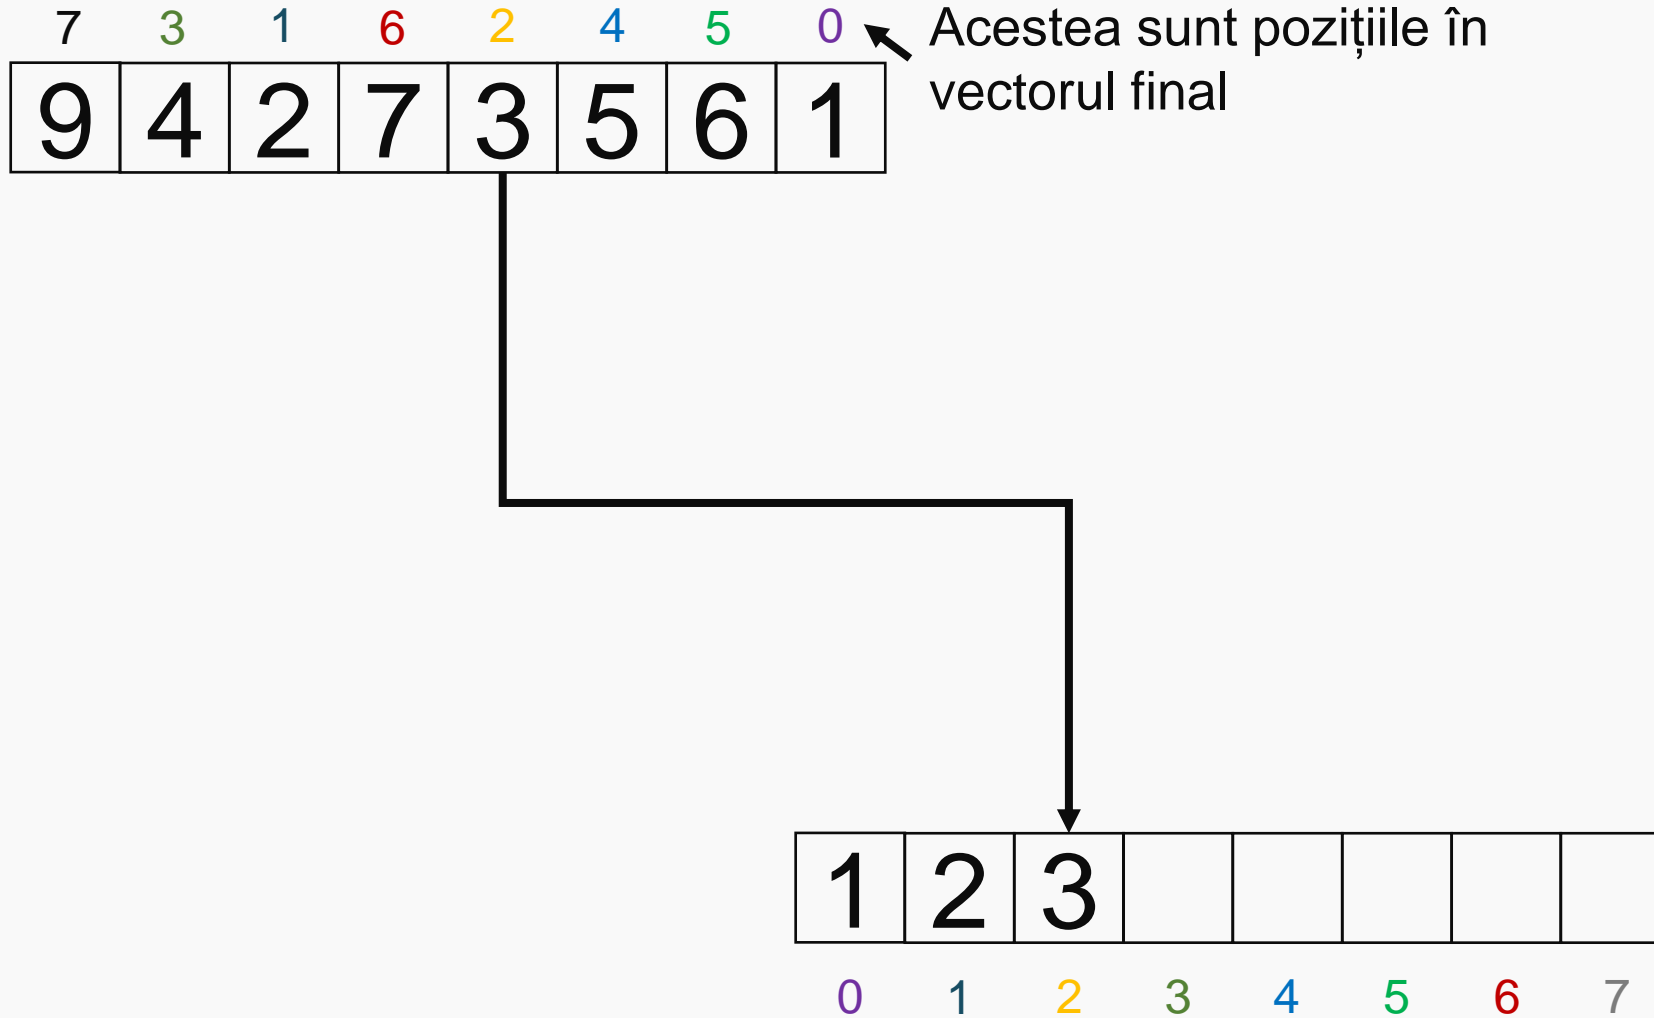 7 3 1 6 2 4 5 0
Acestea sunt pozițiile în
vectorul final
9 4 2 7 3 5 6 1
1 2 3
0 1 2 3 4 5 6 7